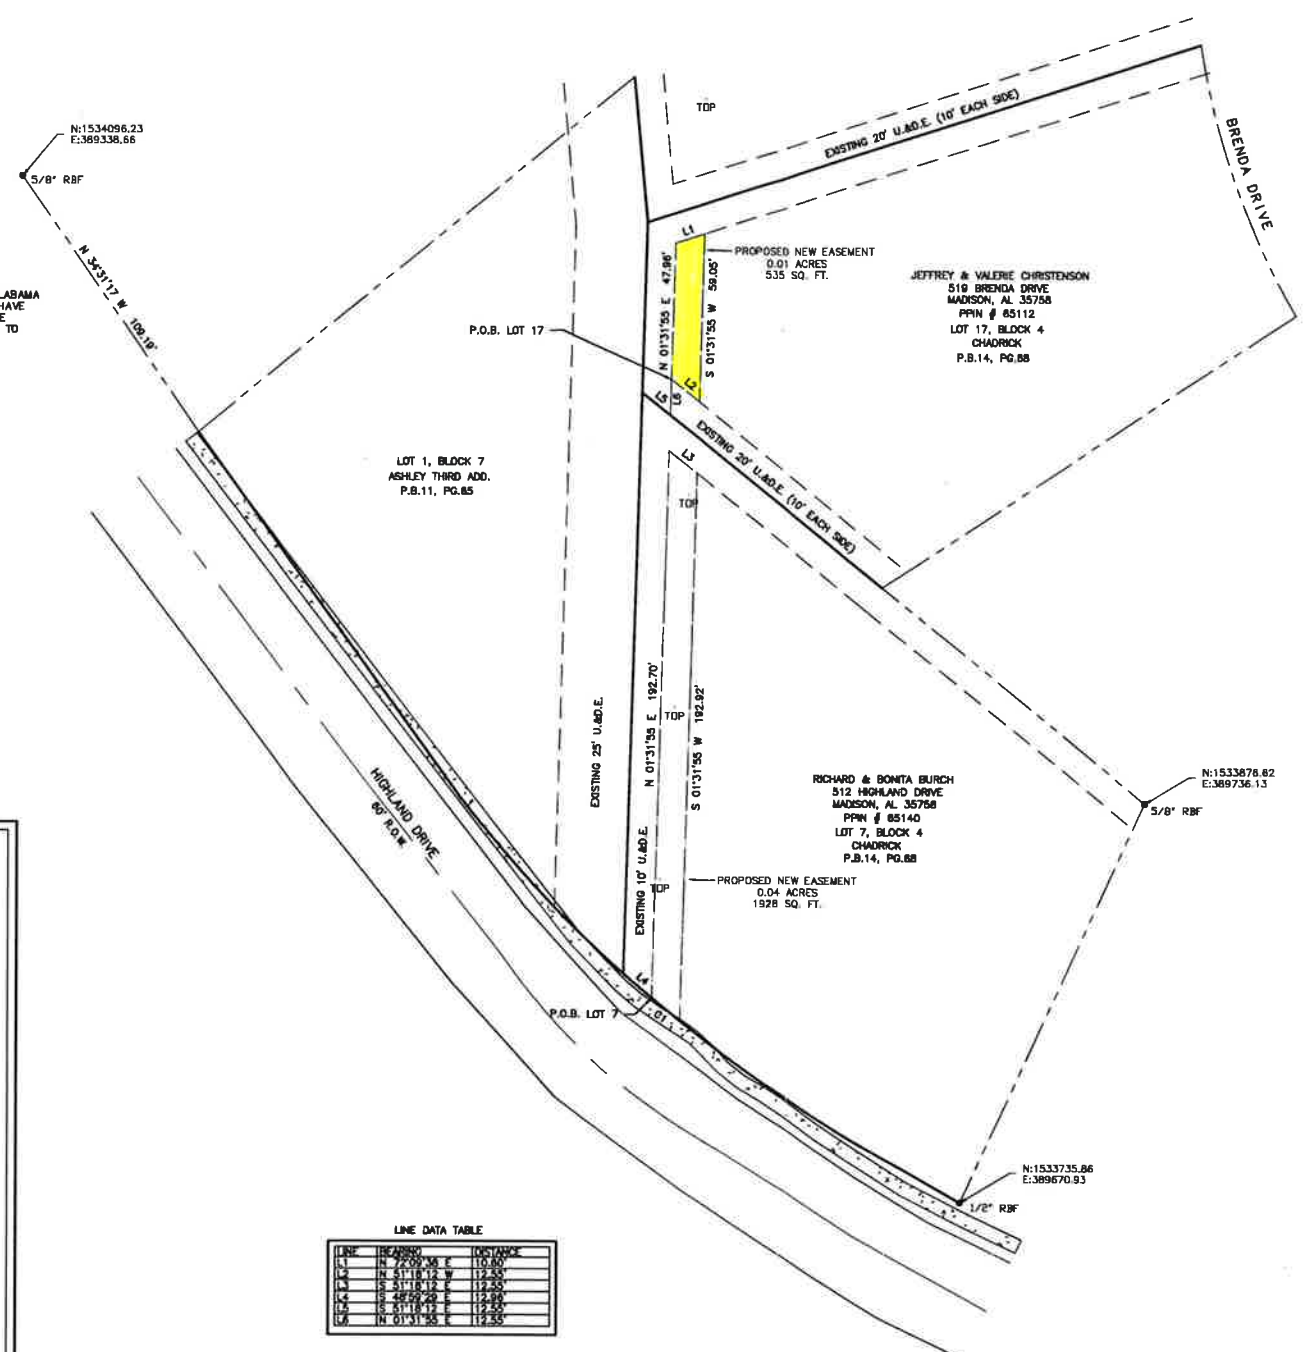 TOP
EXISTING 20' U.&D.E. (10' EACH SIDE)
BRENDA DRIVE
N:1534096.23
E:389338.66
5/8" RBF
N 34°31'17" W 109.19'
LABAMA
HAVE
E
TO
L1
PROPOSED NEW EASEMENT
0.01 ACRES
535 SQ. FT.
N 01°31'55 E 47.96'
S 01°31'55 W 59.05'
JEFFREY & VALERIE CHRISTENSON
519 BRENDA DRIVE
MADISON, AL 35758
PPIN # 65112
LOT 17, BLOCK 4
CHADRICK
P.B.14, PG.68
P.O.B. LOT 17
L2
L5
L6
EXISTING 20' U.&D.E. (10' EACH SIDE)
L3
TOP
LOT 1, BLOCK 7
ASHLEY THIRD ADD.
P.B.11, PG.65
EXISTING 25' U.&D.E.
N 01°31'55 E 192.70'
TOP
S 01°31'55 W 192.92'
EXISTING 10' U.&D.E.
TOP
HIGHLAND DRIVE
60' R.O.W.
RICHARD & BONITA BURCH
512 HIGHLAND DRIVE
MADISON, AL 35758
PPIN # 65140
LOT 7, BLOCK 4
CHADRICK
P.B.14, PG.68
N:1533878.82
E:389736.13
5/8" RBF
PROPOSED NEW EASEMENT
0.04 ACRES
1928 SQ. FT.
L4
P.O.B. LOT 7
C1
N:1533735.86
E:389670.93
1/2" RBF
LINE DATA TABLE
LINE BEARING DISTANCE
L1 N 72°09'38 E 10.60'
L2 N 51°18'12 W 12.55'
L3 S 51°18'12 E 12.55'
L4 S 48°59'29 E 12.96'
L5 S 51°18'12 E 12.55'
L6 N 01°31'55 E 12.55'